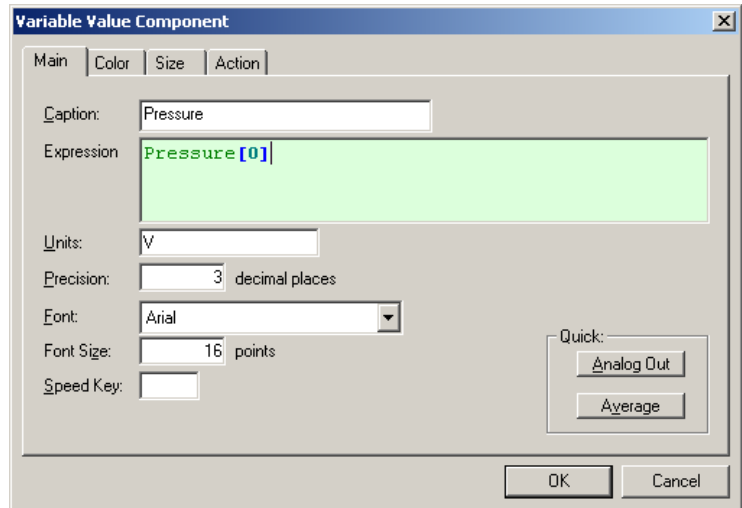 Variable Value Component
Main Color Size Action
Caption: Pressure
Expression Pressure[0]
Units: V
Precision: 3 decimal places
Font: Arial
Font Size: 16 points
Speed Key:
Quick:
Analog Out
Average
OK Cancel